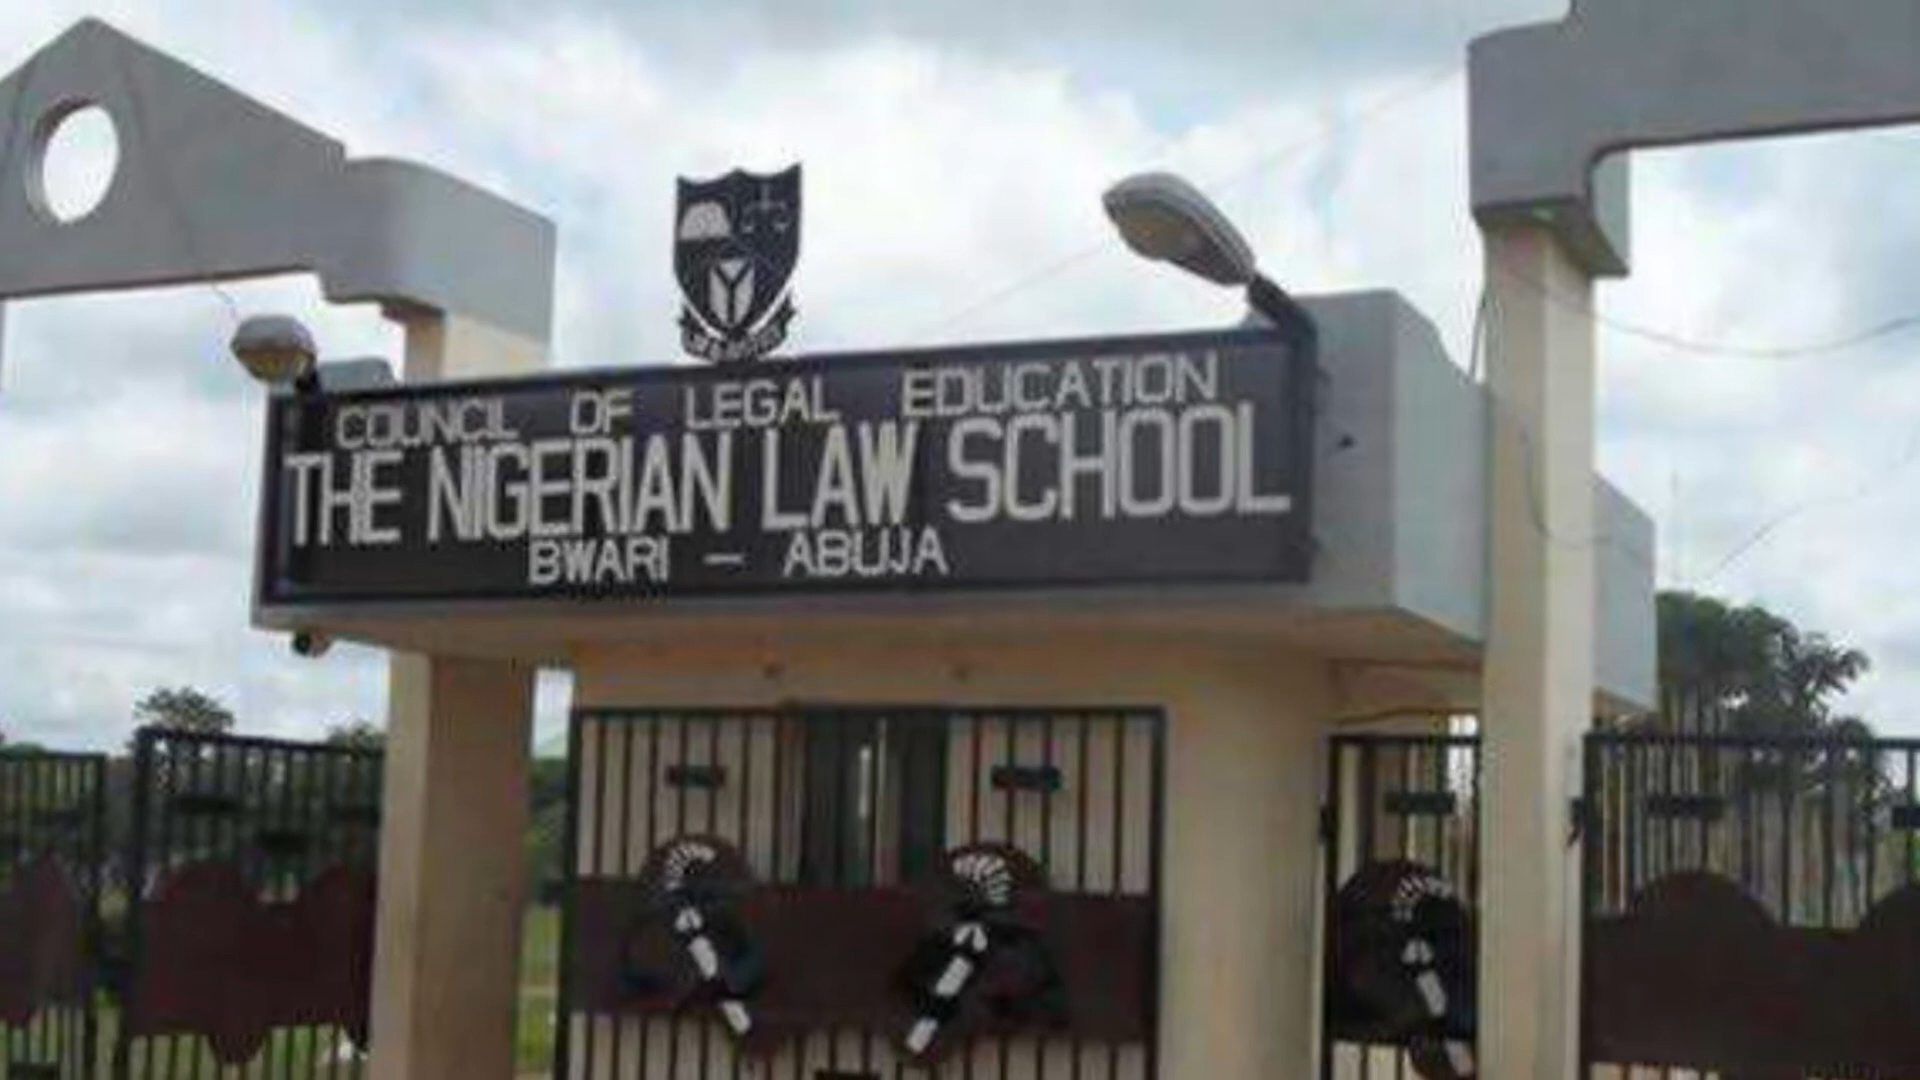 COUNCIL OF LEGAL EDUCATION
THE NIGERIAN LAW SCHOOL
BWARI — ABUJA